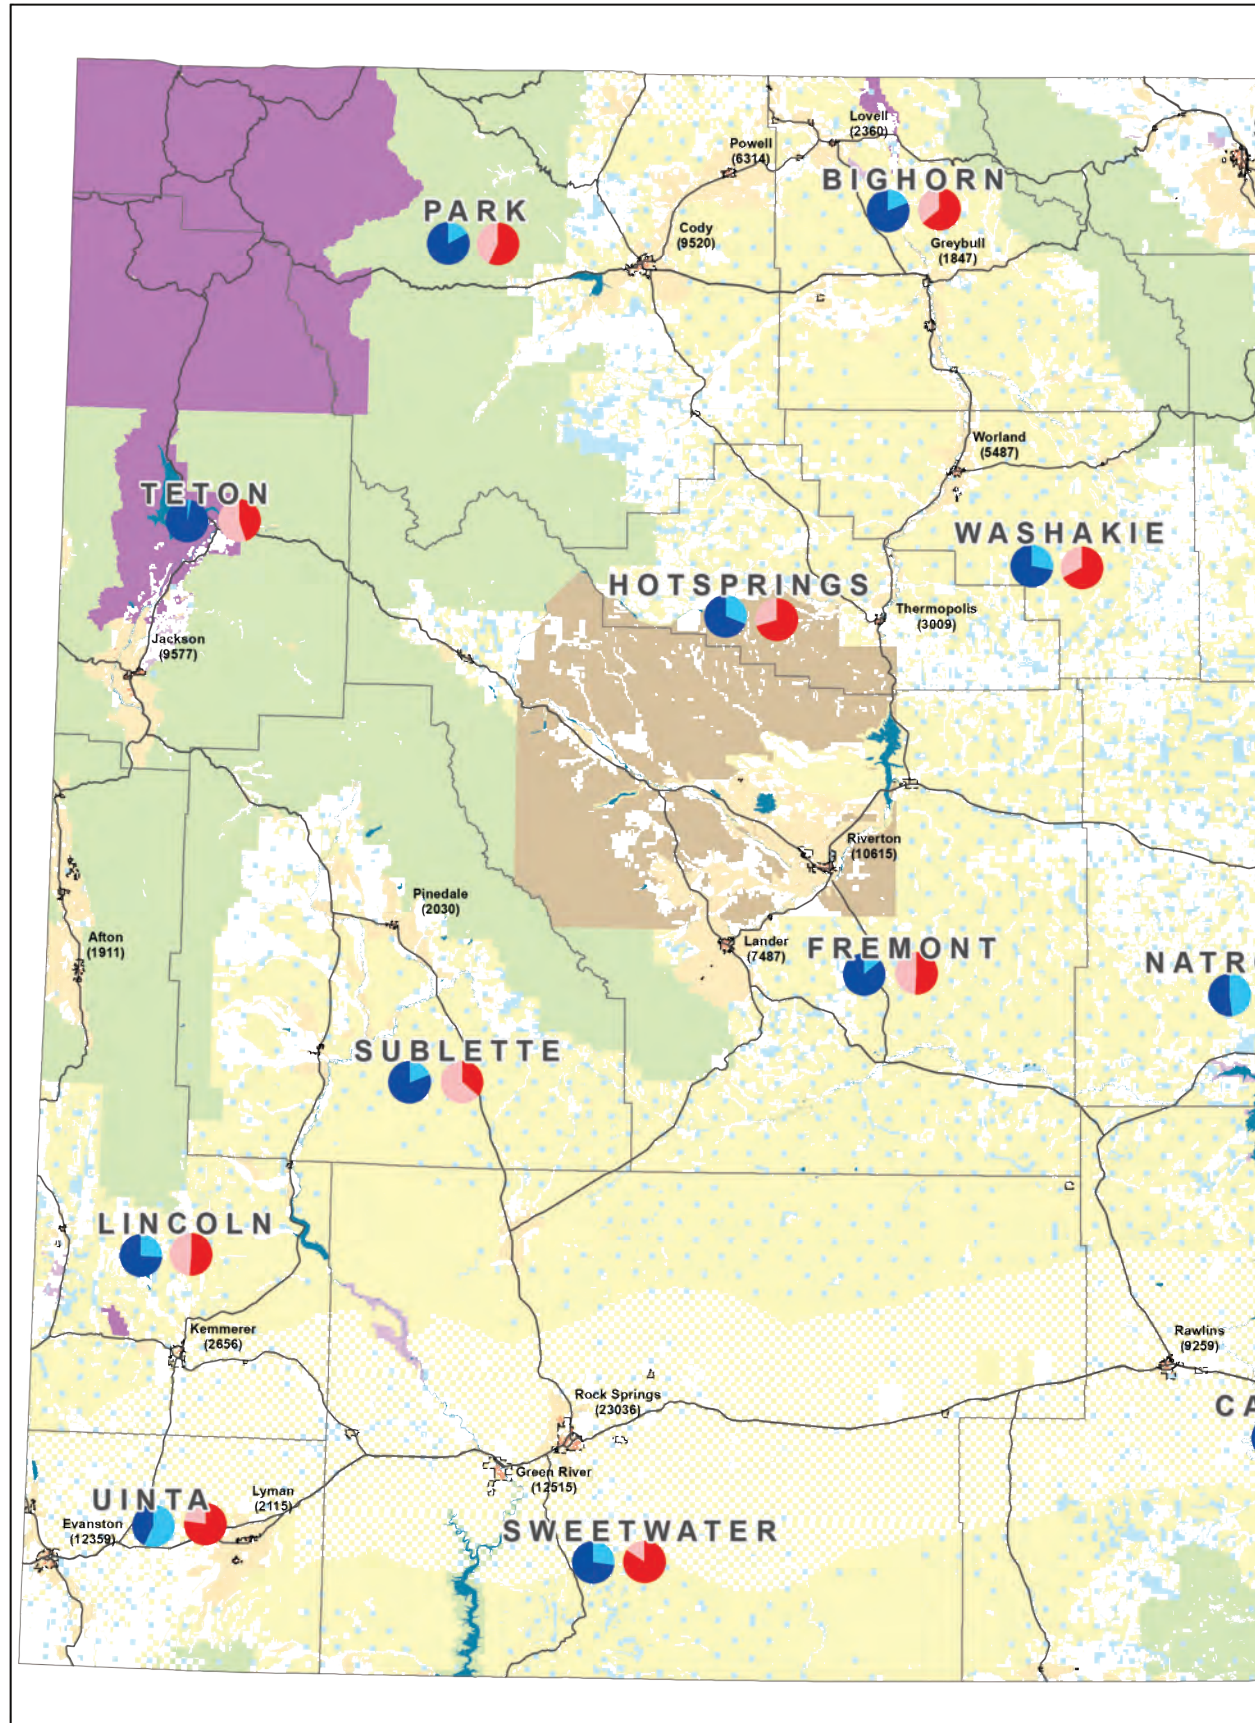 Lovell
(2360)
Powell
(6314)
BIGHORN
PARK
Cody
(9520)
Greybull
(1847)
Worland
(5487)
TETON
WASHAKIE
HOTSPRINGS
Thermopolis
(3009)
Jackson
(9577)
Riverton
(10615)
Pinedale
(2030)
Afton
(1911)
Lander
(7487)
FREMONT
NATR
SUBLETTE
LINCOLN
Kemmerer
(2656)
Rawlins
(9259)
Rock Springs
(23036)
CA
Green River
(12515)
Lyman
(2115)
UINTA
Evanston
(12359)
SWEETWATER